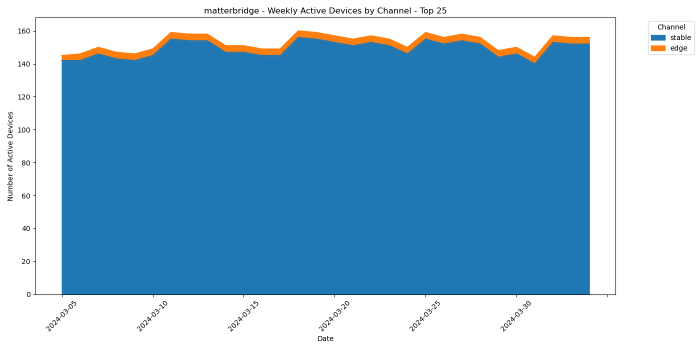 matterbridge - Weekly Active Devices by Channel - Top 25
Channel
stable
edge
Number of Active Devices
160
140
120
100
80
60
40
20
0
2024-03-05
2024-03-10
2024-03-15
2024-03-20
2024-03-25
2024-03-30
Date